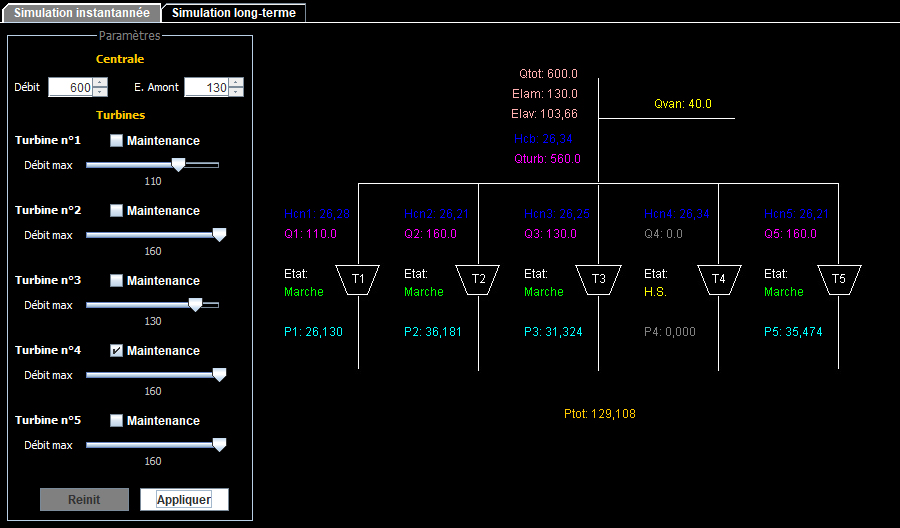 Simulation instantannée Simulation long-terme
Paramètres
Centrale
Débit 600 E. Amont 130
Turbines
Turbine n°1 Maintenance
Débit max
110
Turbine n°2 Maintenance
Débit max
160
Turbine n°3 Maintenance
Débit max
130
Turbine n°4 Maintenance
Débit max
160
Turbine n°5 Maintenance
Débit max
160
Reinit Appliquer
Qtot: 600.0
Elam: 130.0
Elav: 103,66
Qvan: 40.0
Hcb: 26,34
Qturb: 560.0
Hcn1: 26,28 Hcn2: 26,21 Hcn3: 26,26 Hcn4: 26,34 Hcn5: 26,21
Q1: 110.0 Q2: 160.0 Q3: 130.0 Q4: 0.0 Q5: 160.0
Etat: Etat: Etat: Etat: Etat:
T1 T2 T3 T4 T5
Marche Marche Marche H.S. Marche
P1: 26,130 P2: 36,181 P3: 31,324 P4: 0,000 P5: 35,474
Ptot: 129,108